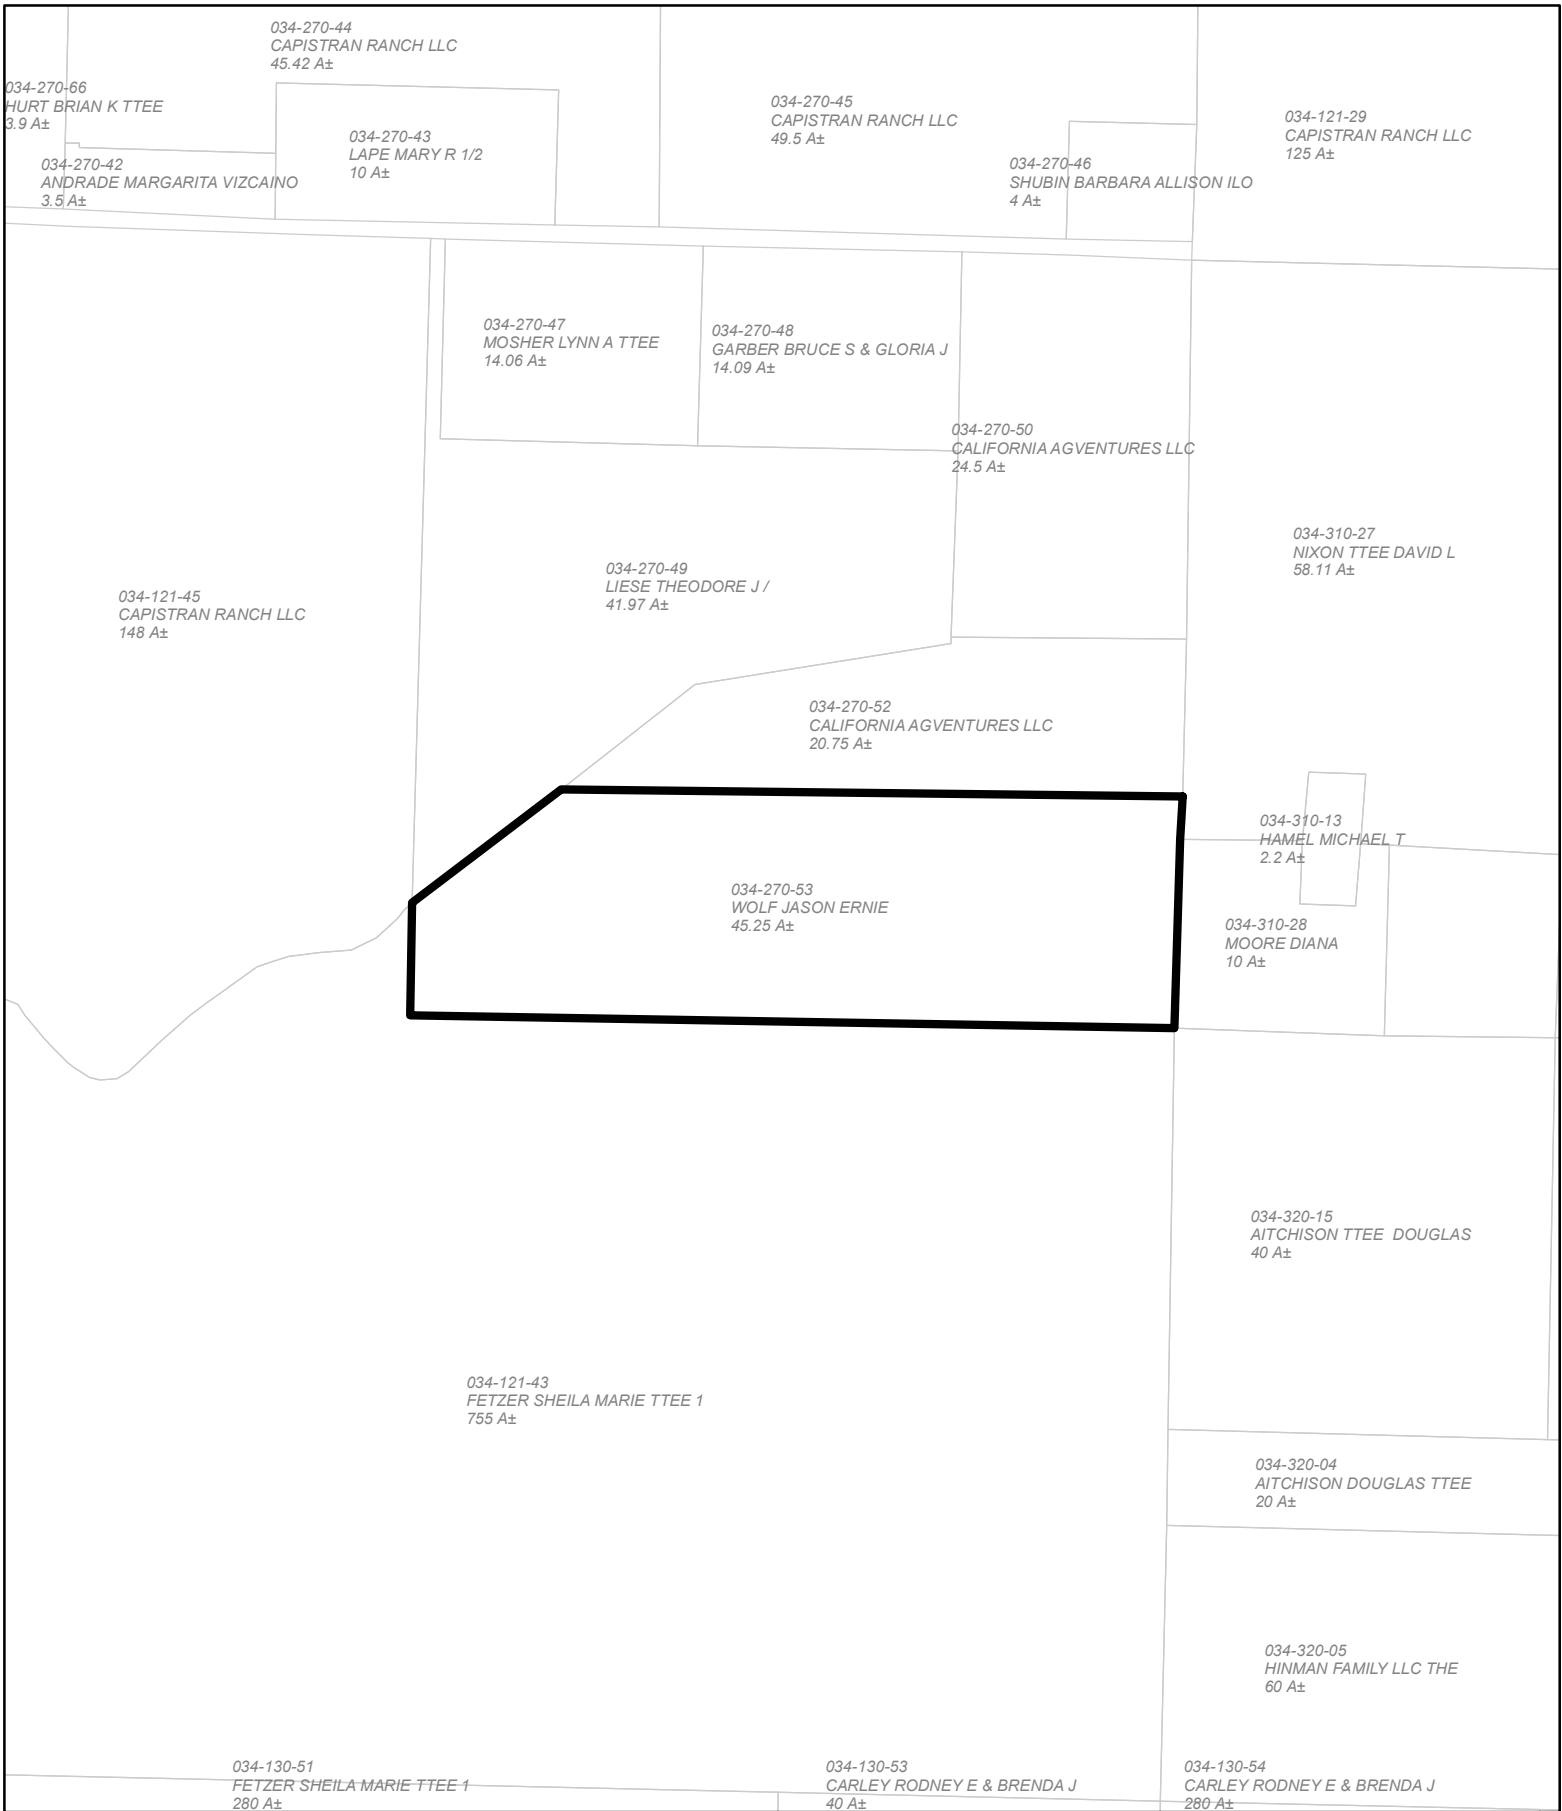 034-270-44
CAPISTRAN RANCH LLC
45.42 A±
034-270-66
HURT BRIAN K TTEE
3.9 A±
034-270-45
CAPISTRAN RANCH LLC
49.5 A±
034-121-29
CAPISTRAN RANCH LLC
125 A±
034-270-43
LAPE MARY R 1/2
10 A±
034-270-42
ANDRADE MARGARITA VIZCAINO
3.5 A±
034-270-46
SHUBIN BARBARA ALLISON ILO
4 A±
034-270-47
MOSHER LYNN A TTEE
14.06 A±
034-270-48
GARBER BRUCE S & GLORIA J
14.09 A±
034-270-50
CALIFORNIA AGVENTURES LLC
24.5 A±
034-310-27
NIXON TTEE DAVID L
58.11 A±
034-270-49
LIESE THEODORE J /
41.97 A±
034-121-45
CAPISTRAN RANCH LLC
148 A±
034-270-52
CALIFORNIA AGVENTURES LLC
20.75 A±
034-310-13
HAMEL MICHAEL T
2.2 A±
034-270-53
WOLF JASON ERNIE
45.25 A±
034-310-28
MOORE DIANA
10 A±
034-320-15
AITCHISON TTEE  DOUGLAS
40 A±
034-121-43
FETZER SHEILA MARIE TTEE 1
755 A±
034-320-04
AITCHISON DOUGLAS TTEE
20 A±
034-320-05
HINMAN FAMILY LLC THE
60 A±
034-130-51
FETZER SHEILA MARIE TTEE 1
280 A±
034-130-53
CARLEY RODNEY E & BRENDA J
40 A±
034-130-54
CARLEY RODNEY E & BRENDA J
280 A±